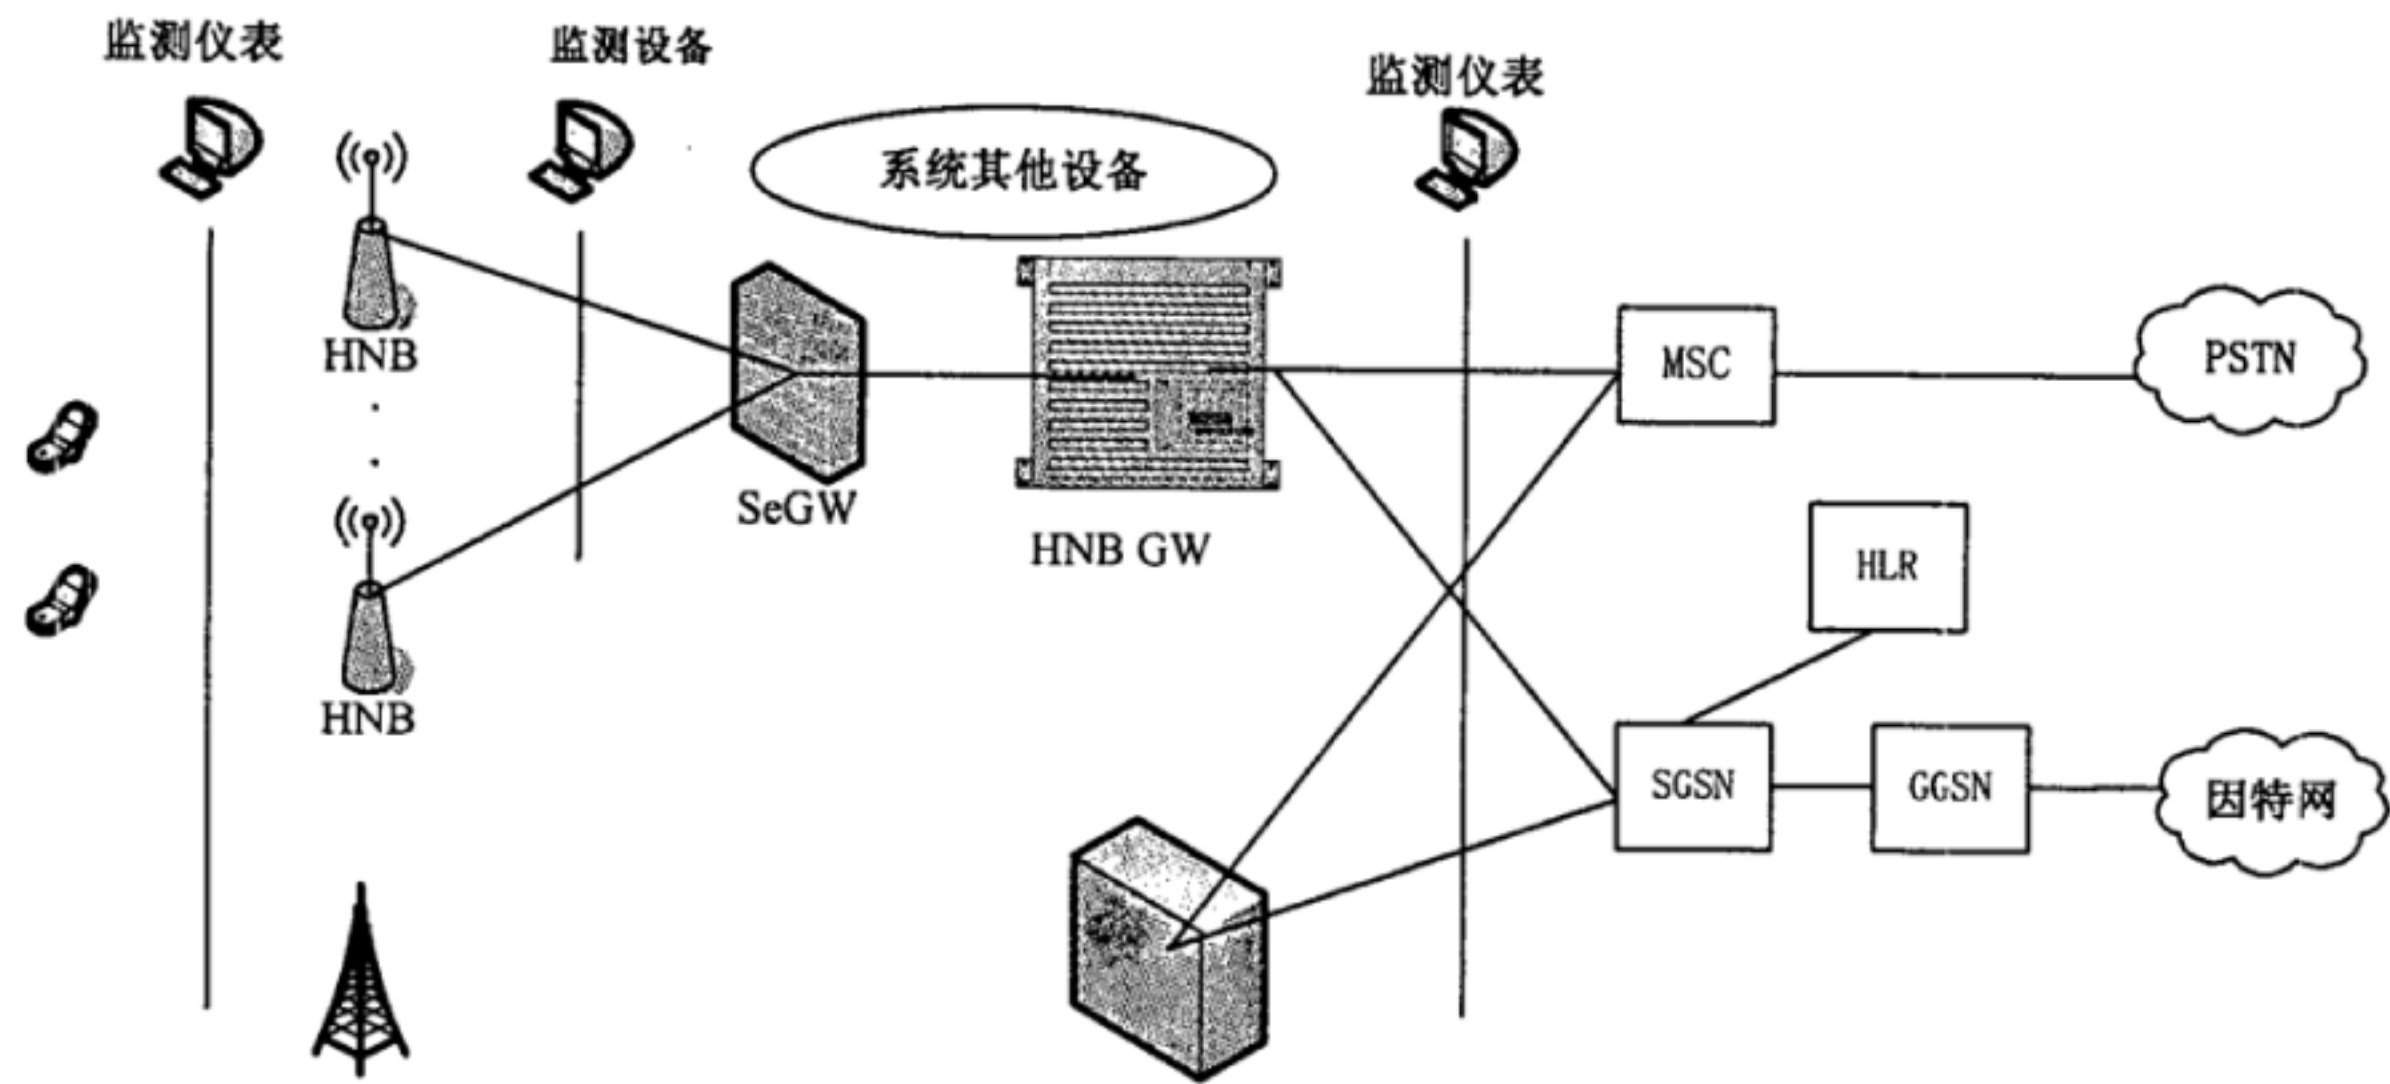 监测仪表
监测设备
监测仪表
系统其他设备
HNB
SeGW
HNB GW
MSC
PSTN
HLR
HNB
SGSN
GGSN
因特网